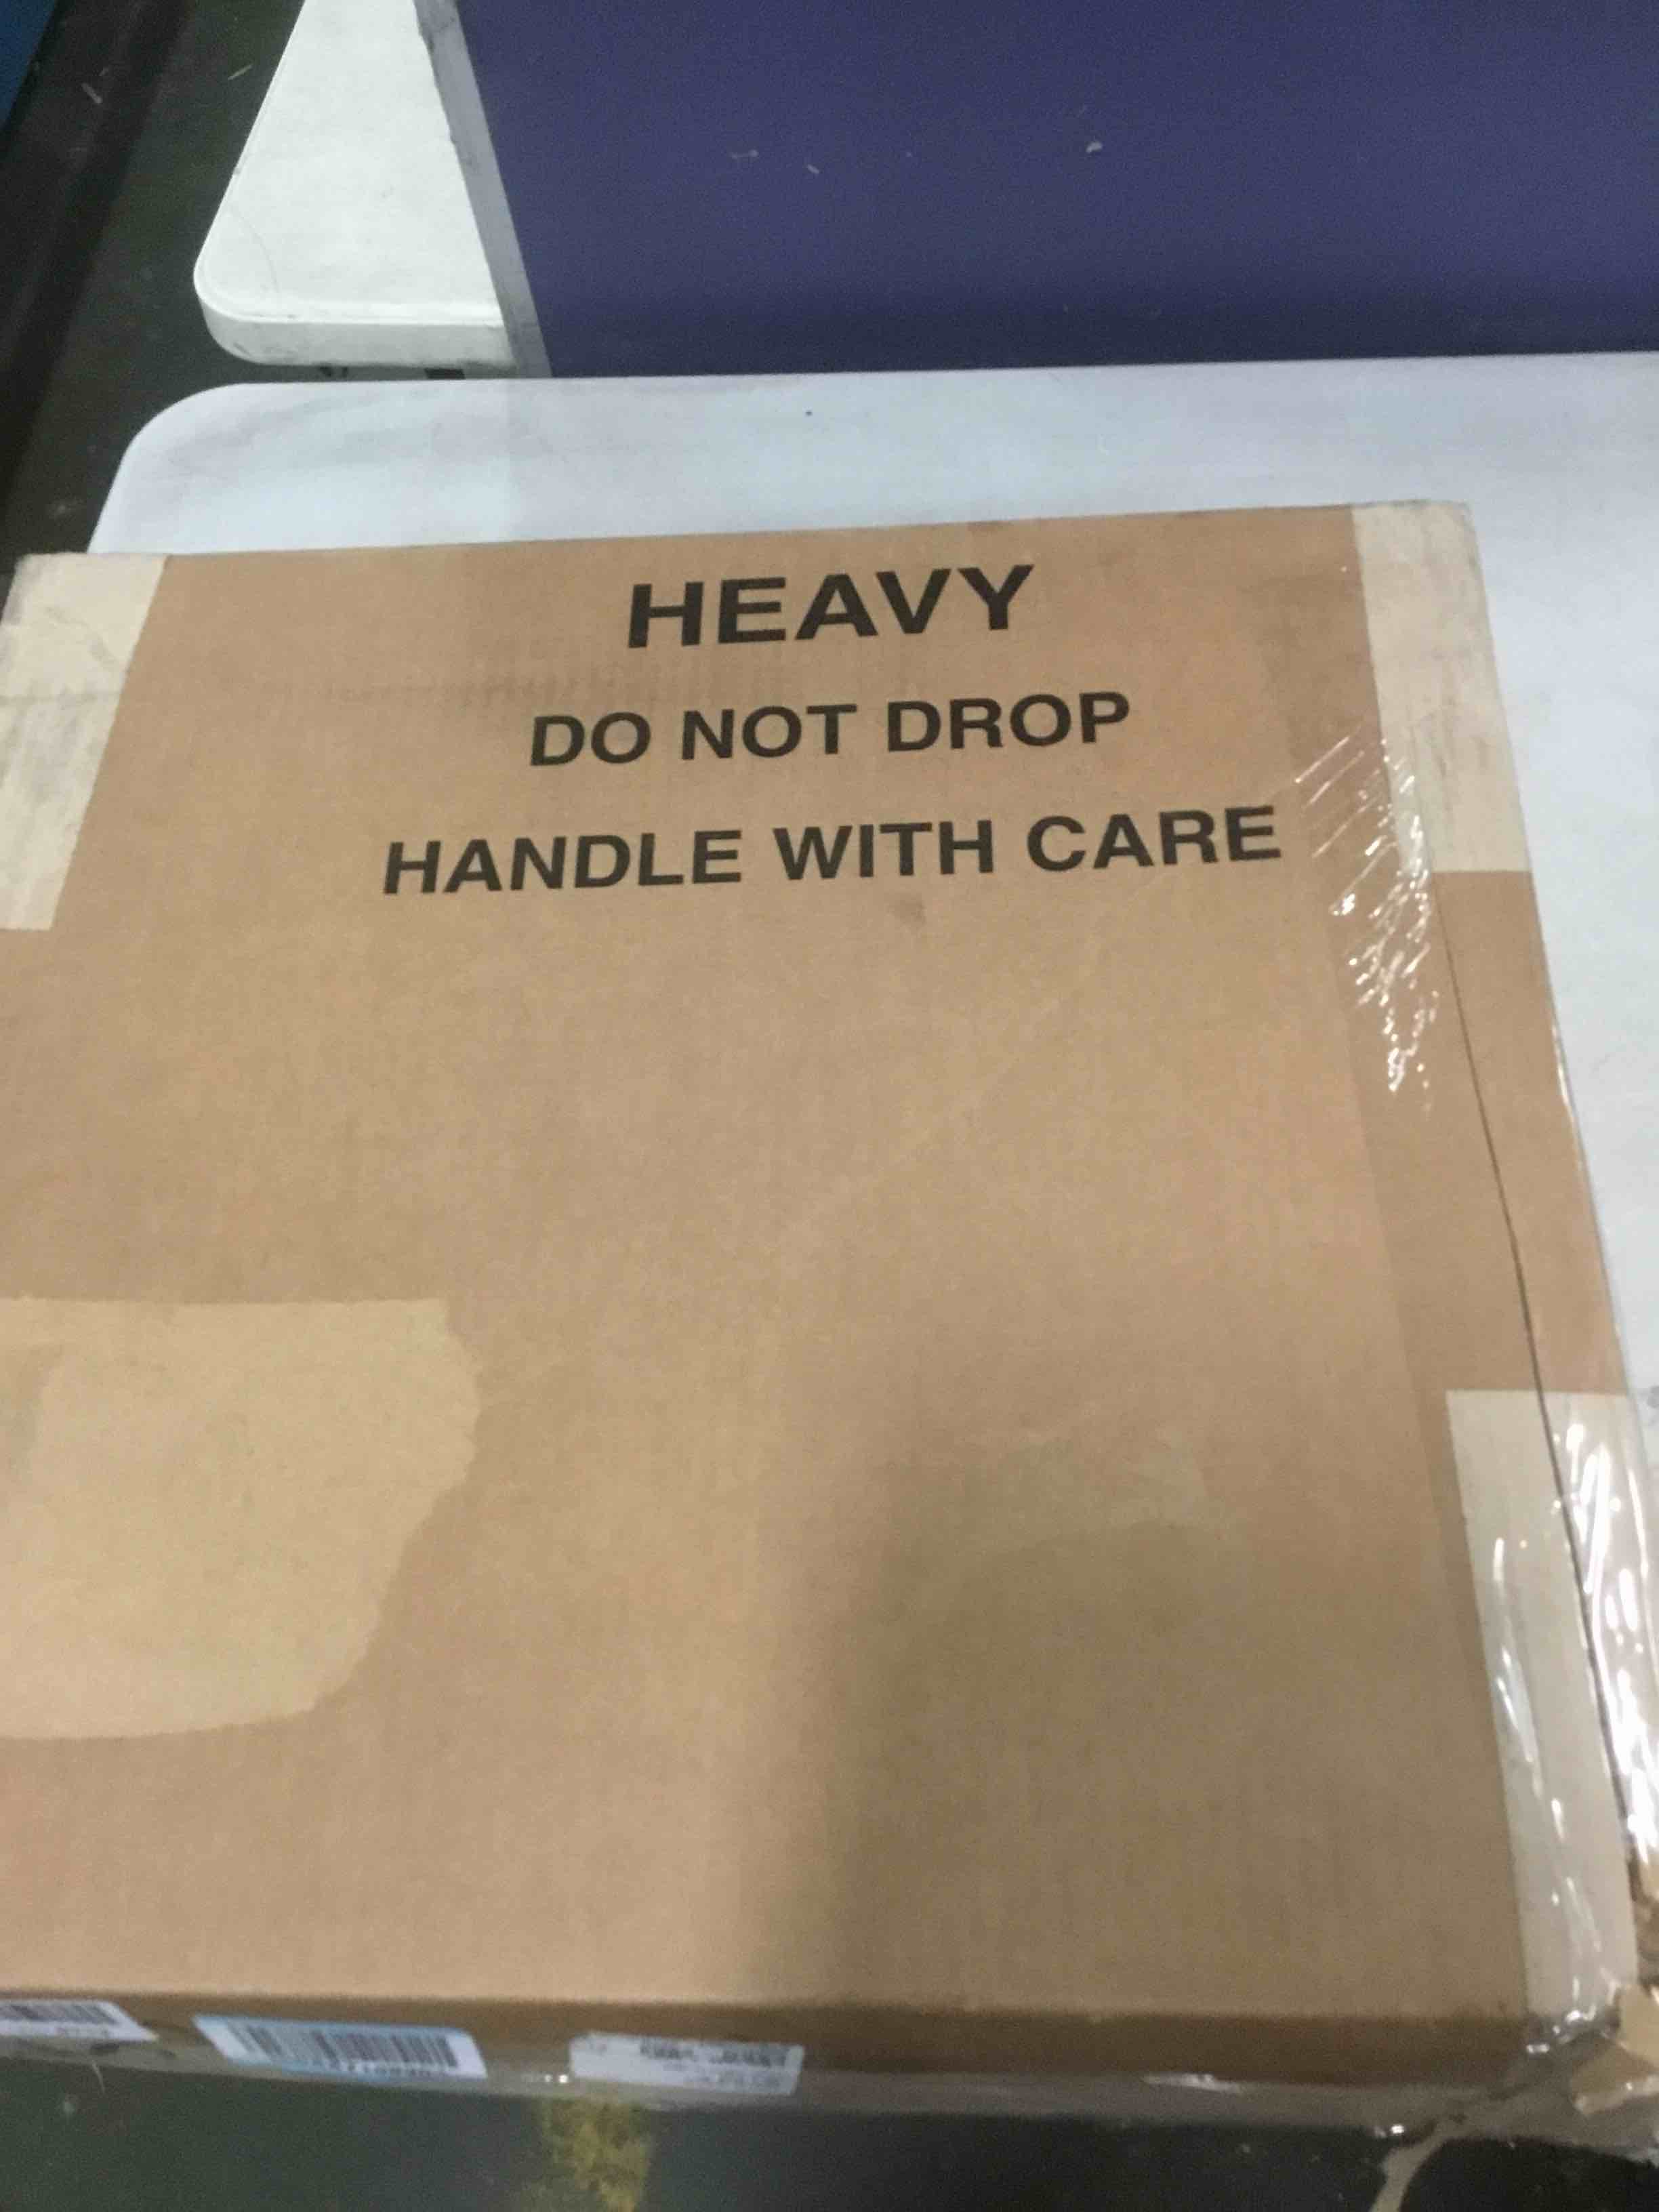 HEAVY
DO NOT DROP
HANDLE WITH CARE